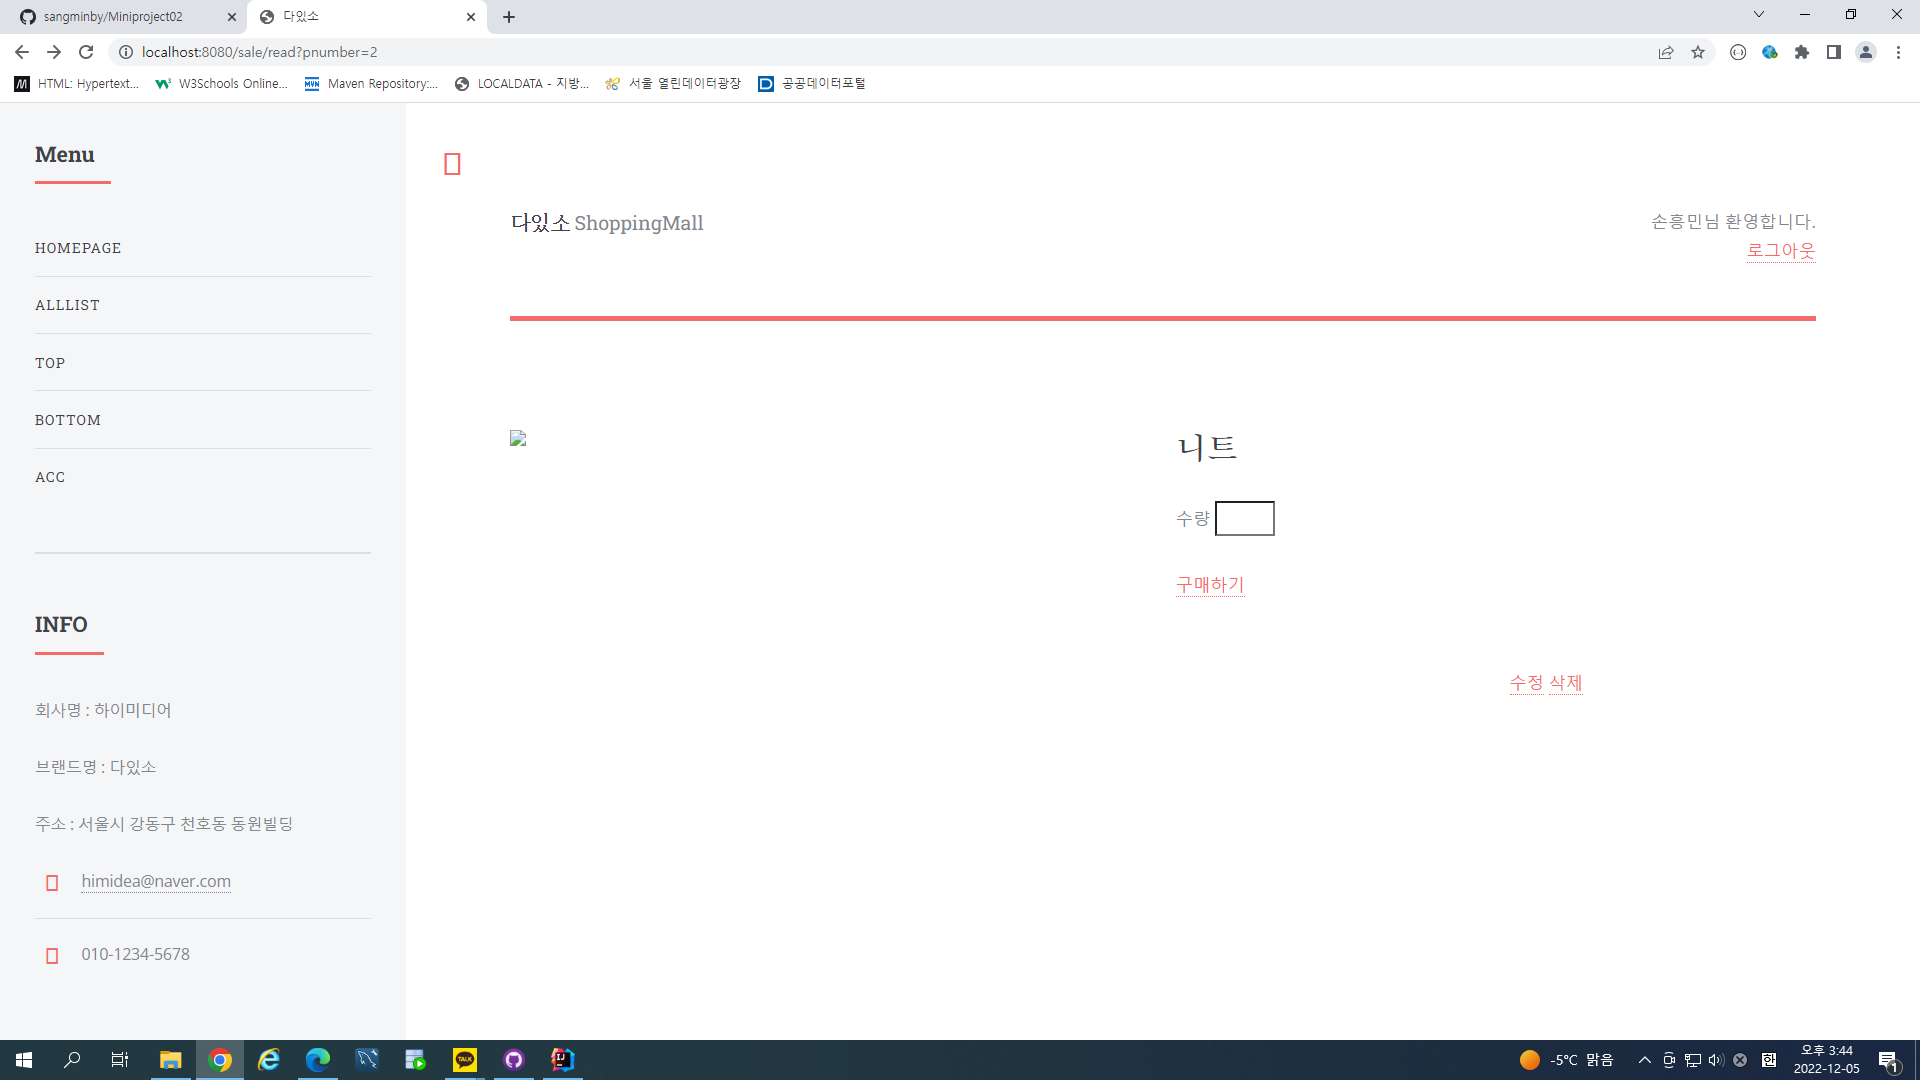 sangminby/Miniproject02
다있소
localhost:8080/sale/read?pnumber=2
HTML: Hypertext...
W3Schools Online...
Maven Repository:...
LOCALDATA - 지방...
서울 열린데이터광장
공공데이터포털
Menu
HOMEPAGE
ALLLIST
TOP
BOTTOM
ACC
INFO
회사명 : 하이미디어
브랜드명 : 다있소
주소 : 서울시 강동구 천호동 동원빌딩
himidea@naver.com
010-1234-5678
다있소 ShoppingMall
손흥민님 환영합니다.
로그아웃
니트
수량
구매하기
수정 삭제
-5°C 맑음
한
오후 3:44
2022-12-05
1